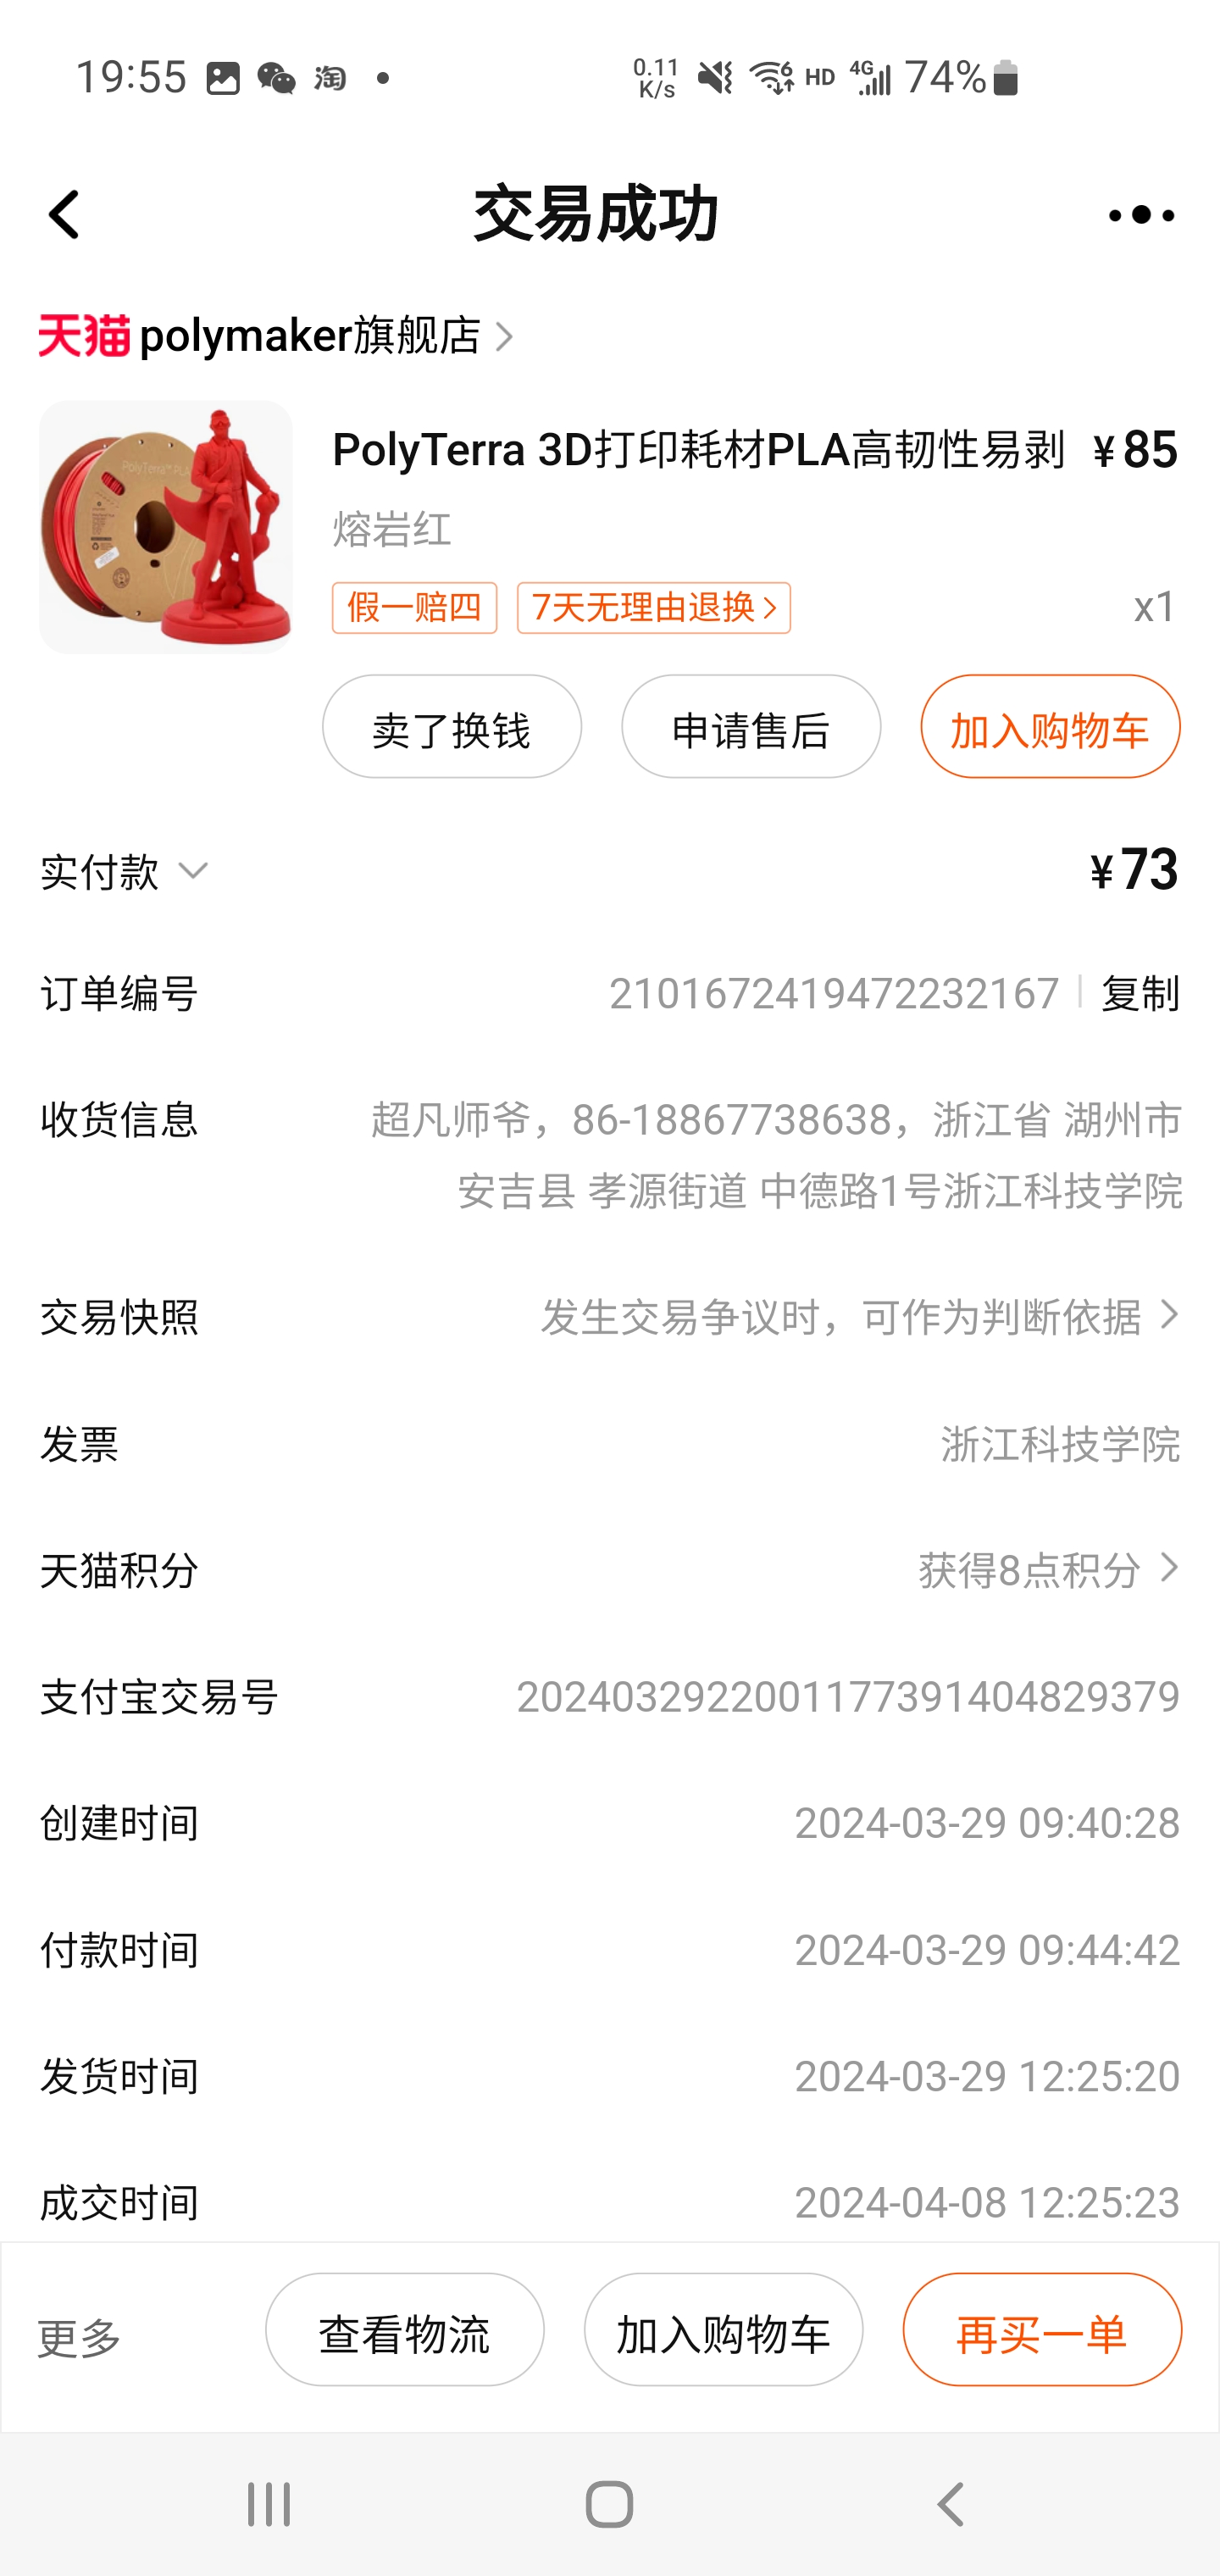 19:55 淘 0.11 K/s 6 HD 4G 74%
交易成功
天猫 polymaker旗舰店
PolyTerra 3D打印耗材PLA高韧性易剥 ¥85
熔岩红
假一赔四 7天无理由退换 x1
卖了换钱 申请售后 加入购物车
实付款 ¥73
订单编号 2101672419472232167 复制
收货信息 超凡师爷，86-18867738638，浙江省 湖州市
安吉县 孝源街道 中德路1号浙江科技学院
交易快照 发生交易争议时，可作为判断依据
发票 浙江科技学院
天猫积分 获得8点积分
支付宝交易号 2024032922001177391404829379
创建时间 2024-03-29 09:40:28
付款时间 2024-03-29 09:44:42
发货时间 2024-03-29 12:25:20
成交时间 2024-04-08 12:25:23
更多 查看物流 加入购物车 再买一单